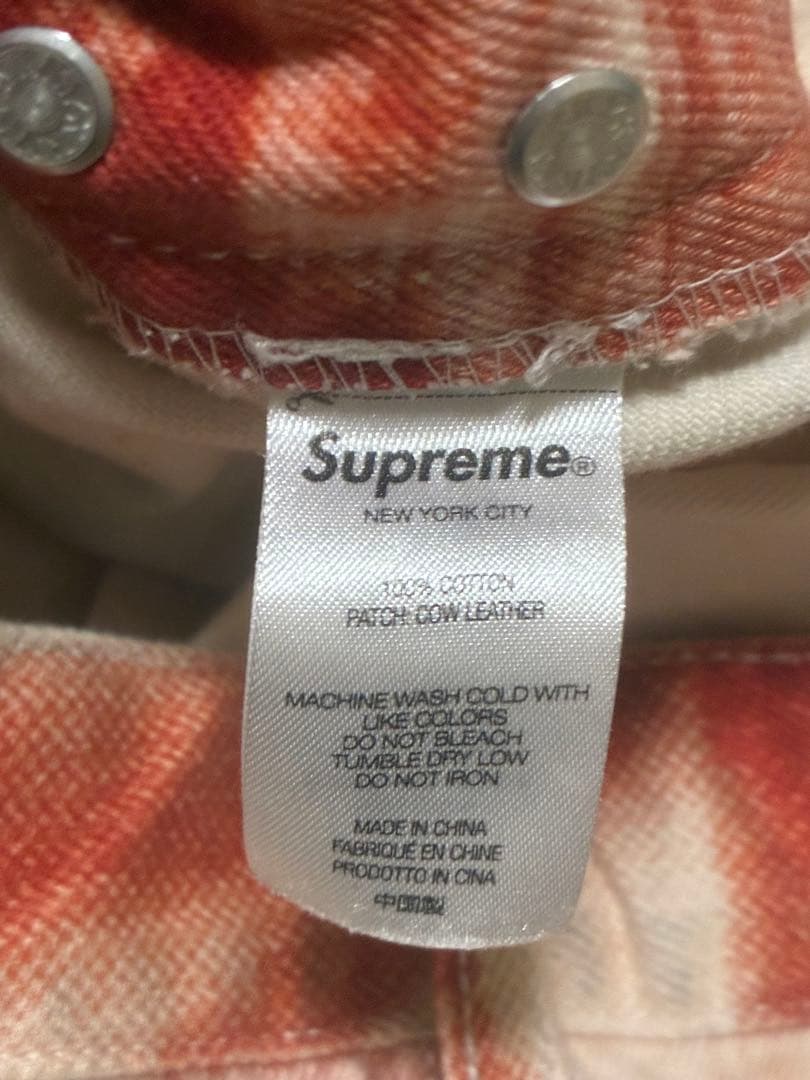 Supreme®
NEW YORK CITY
100% COTTON
PATCH: COW LEATHER
MACHINE WASH COLD WITH
LIKE COLORS
DO NOT BLEACH
TUMBLE DRY LOW
DO NOT IRON
MADE IN CHINA
FABRIQUÉ EN CHINE
PRODOTTO IN CINA
中国製